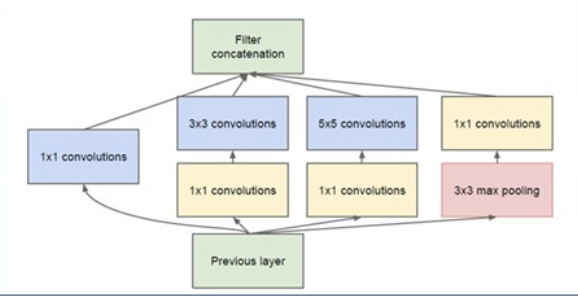 Filter
concatenation
3x3 convolutions
5x5 convolutions
1x1 convolutions
1x1 convolutions
1x1 convolutions
1x1 convolutions
3x3 max pooling
Previous layer